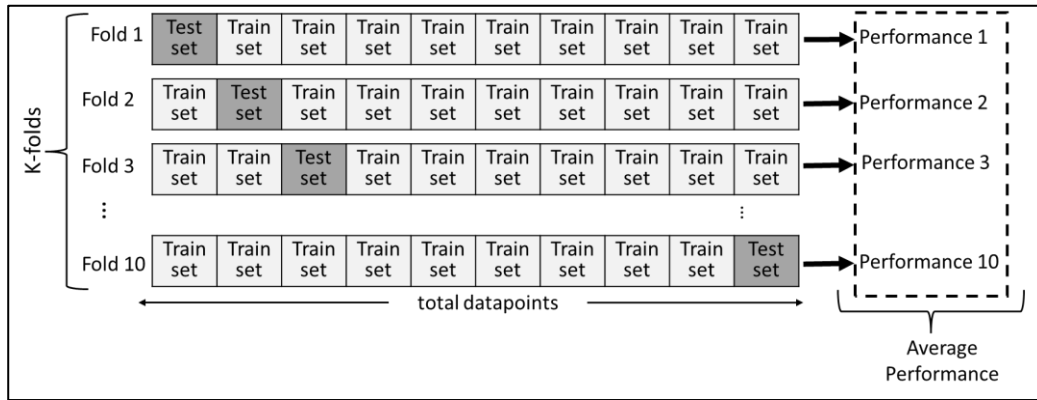 Fold 1
Test set
Train set
Train set
Train set
Train set
Train set
Train set
Train set
Train set
Train set
Performance 1
Fold 2
Train set
Test set
Train set
Train set
Train set
Train set
Train set
Train set
Train set
Train set
Performance 2
K-folds
Fold 3
Train set
Train set
Test set
Train set
Train set
Train set
Train set
Train set
Train set
Train set
Performance 3
...
...
Fold 10
Train set
Train set
Train set
Train set
Train set
Train set
Train set
Train set
Train set
Test set
Performance 10
total datapoints
Average
Performance